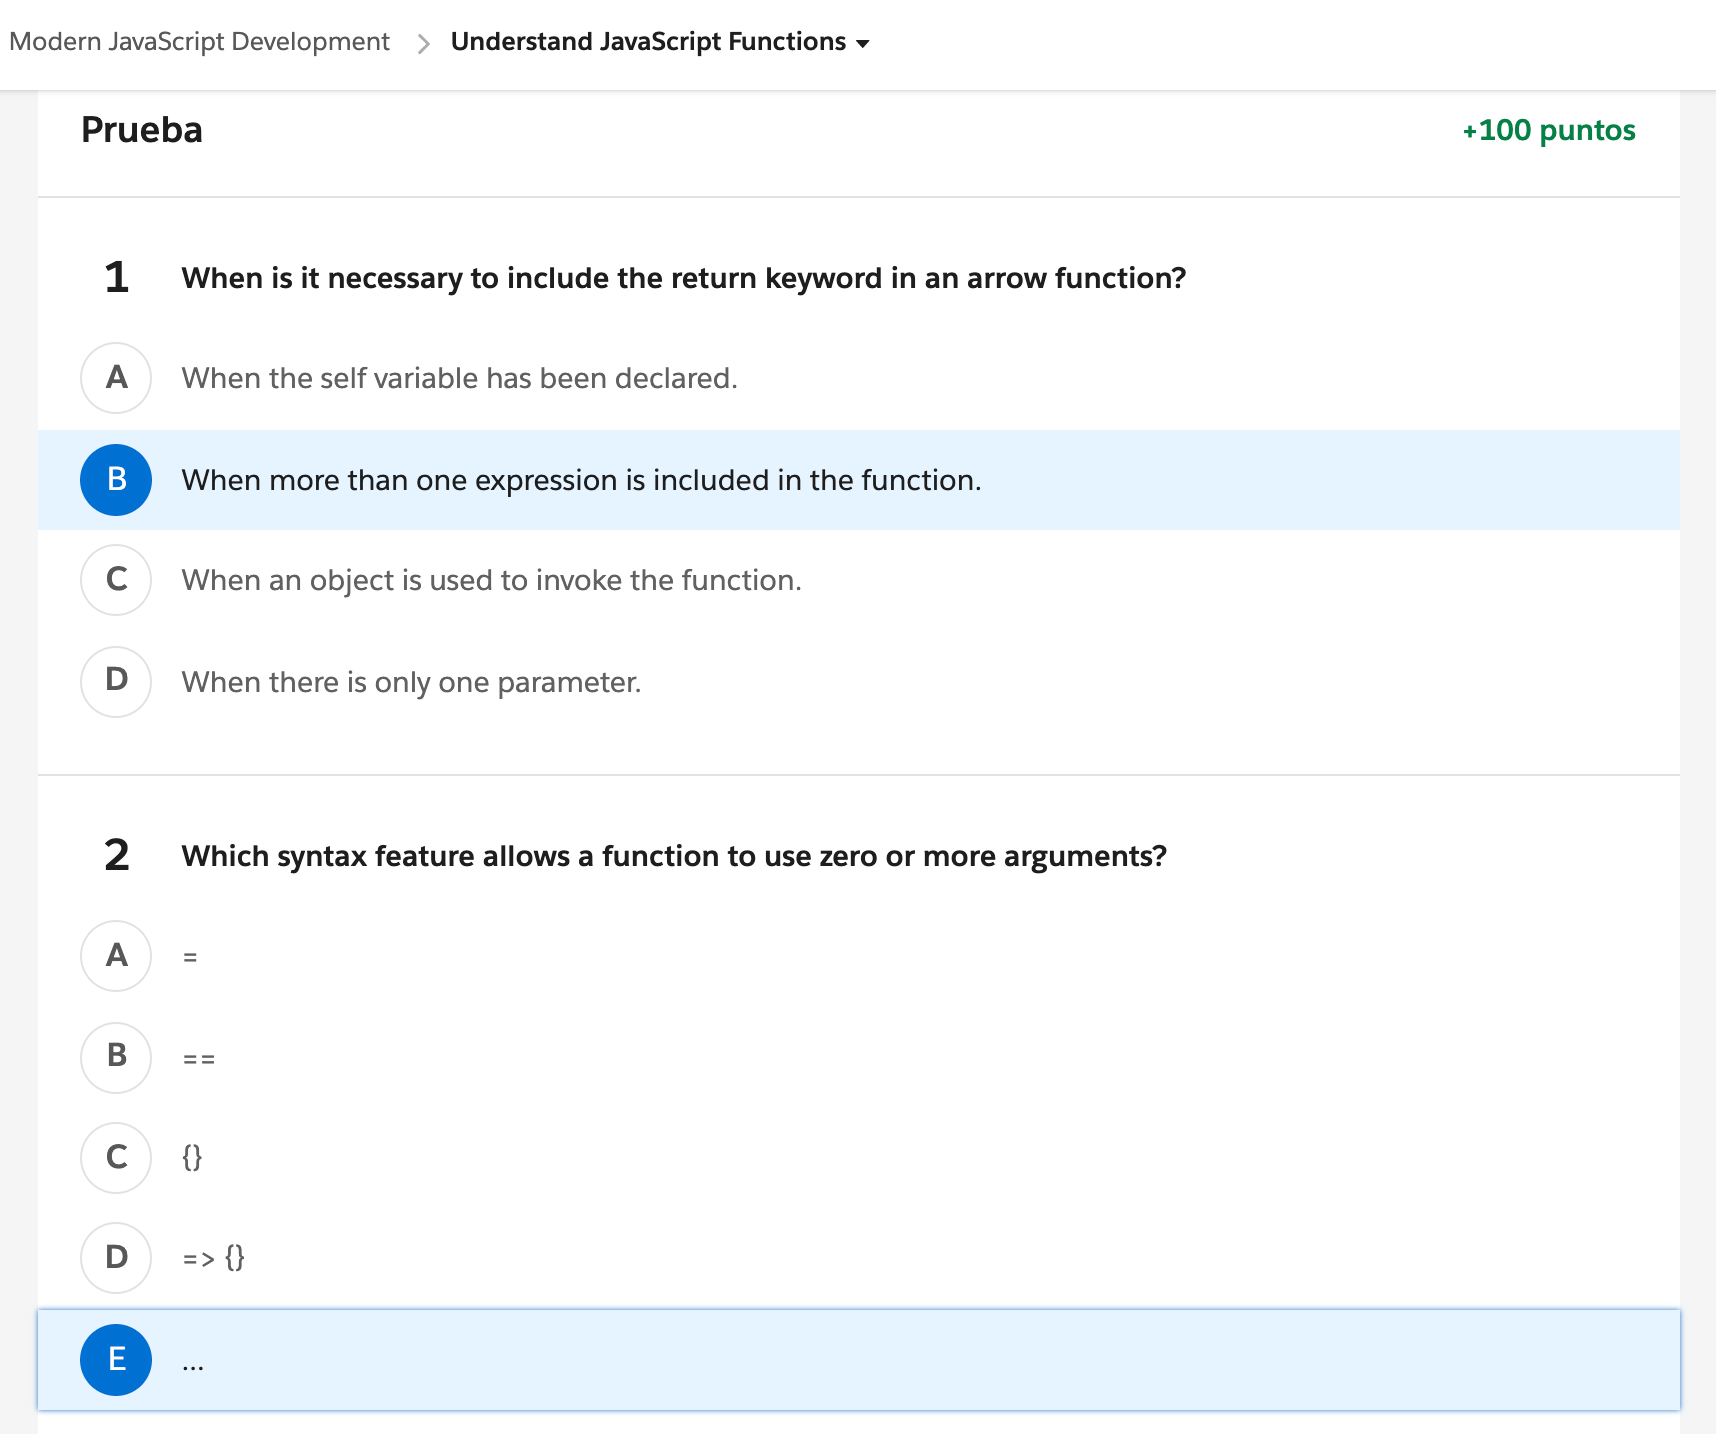 Modern JavaScript Development > Understand JavaScript Functions
Prueba
+100 puntos
1 When is it necessary to include the return keyword in an arrow function?
A When the self variable has been declared.
B When more than one expression is included in the function.
C When an object is used to invoke the function.
D When there is only one parameter.
2 Which syntax feature allows a function to use zero or more arguments?
A =
B ==
C {}
D => {}
E ...